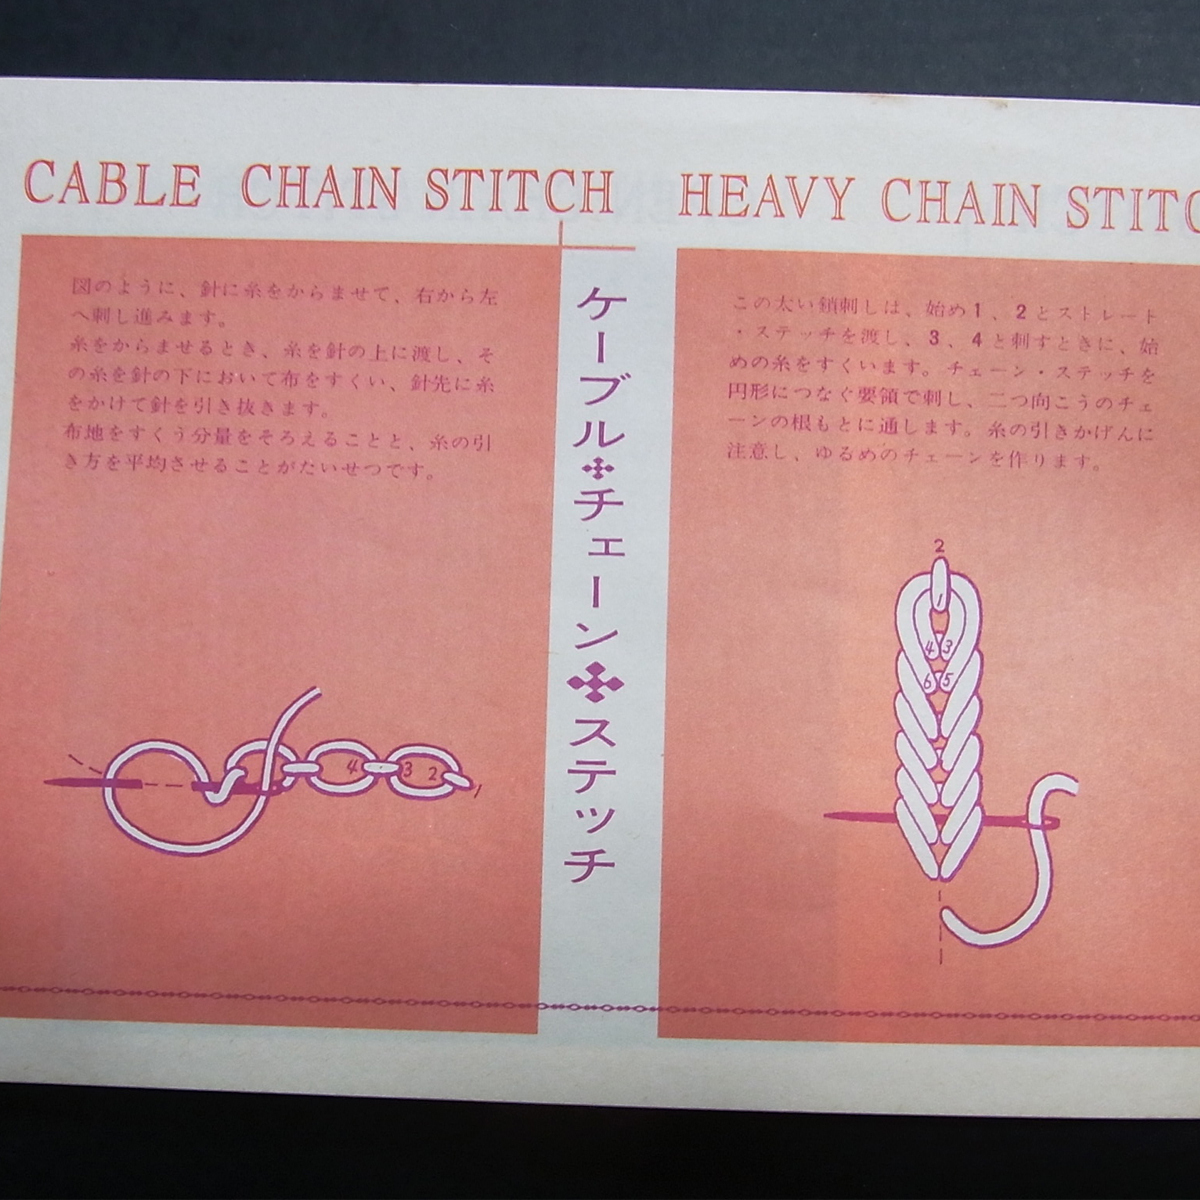 CABLE CHAIN STITCH
図のように、針に糸をからませて、右から左
へ刺し進みます。
糸をからませるとき、糸を針の上に渡し、そ
の糸を針の下において布をすくい、針先に糸
をかけて針を引き抜きます。
布地をすくう分量をそろえることと、糸の引
き方を平均させることがたいせつです。
4 3 2 1
ケーブル✣チェーン✣ステッチ
HEAVY CHAIN STITC
この太い鎖刺しは、始め1、2とストレート
・ステッチを渡し、3、4と刺すときに、始
めの糸をすくいます。チェーン・ステッチを
円形につなぐ要領で刺し、二つ向こうのチェ
ーンの根もとに通します。糸の引きかげんに
注意し、ゆるめのチェーンを作ります。
2
1
4 3
6 5